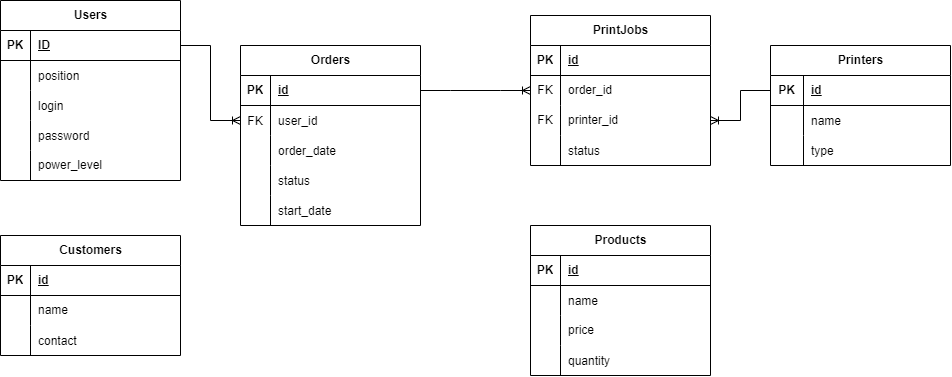 Users
PK ID
position
login
password
power_level
Orders
PK id
FK user_id
order_date
status
start_date
PrintJobs
PK id
FK order_id
FK printer_id
status
Printers
PK id
name
type
Customers
PK id
name
contact
Products
PK id
name
price
quantity